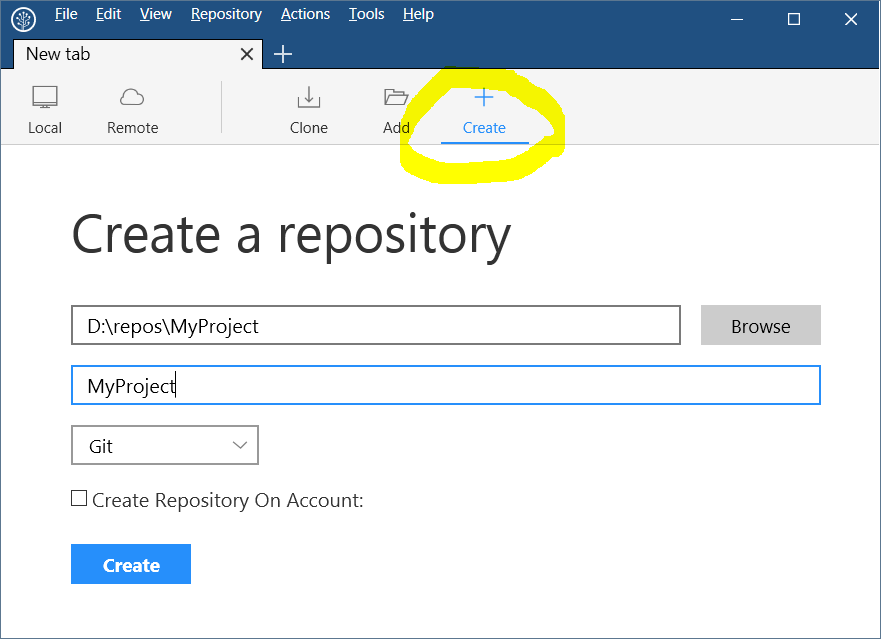 File Edit View Repository Actions Tools Help
New tab
Local Remote Clone Add Create
Create a repository
D:\repos\MyProject Browse
MyProject
Git
Create Repository On Account:
Create